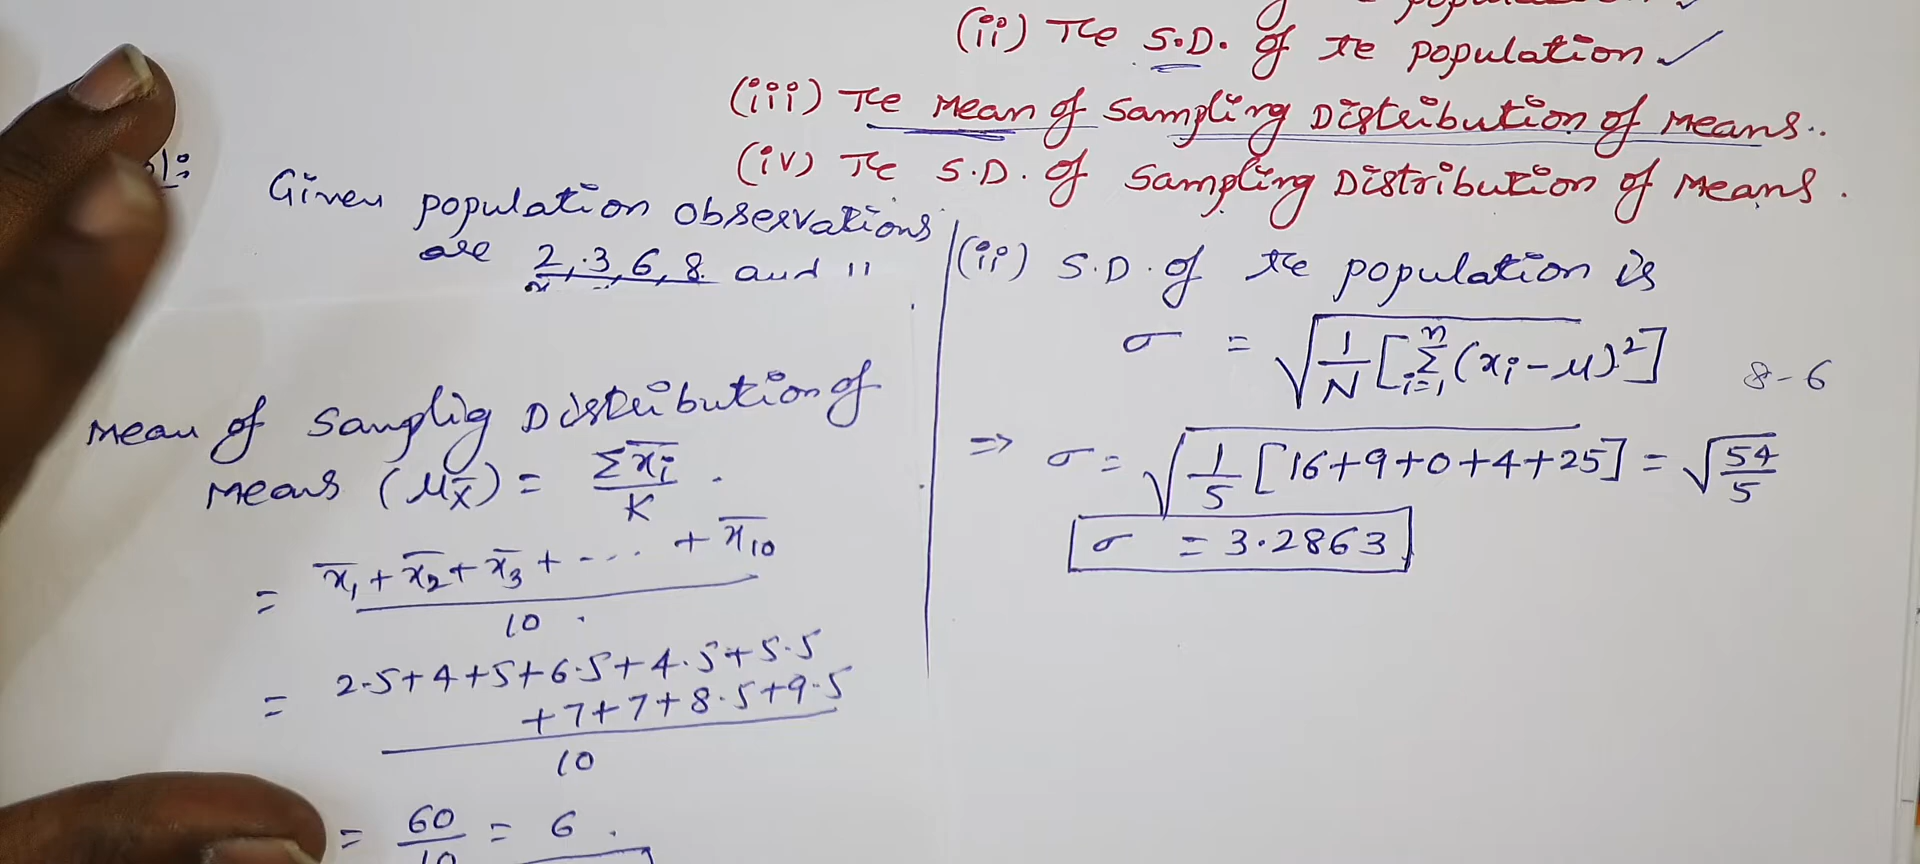 (ii) The S.D. of the population ✓
(iii) The Mean of Sampling Distribution of Means..
(iv) The S.D. of Sampling Distribution of Means.
Given population observations
are 2, 3, 6, 8 and 11
Mean of Samplig Distribution of
Means (μx̄) = Σx̄i / K .
= x̄1 + x̄2 + x̄3 + ---- + x̄10 / 10 .
= 2.5+4+5+6.5+4.5+5.5
+7+7+8.5+9.5
10
= 60/10 = 6 .
(ii) S.D. of the population is
σ = √(1/N [Σ i=1 n (xi-μ)²]
8-6
=> σ = √(1/5 [16+9+0+4+25] = √(54/5)
σ = 3.2863